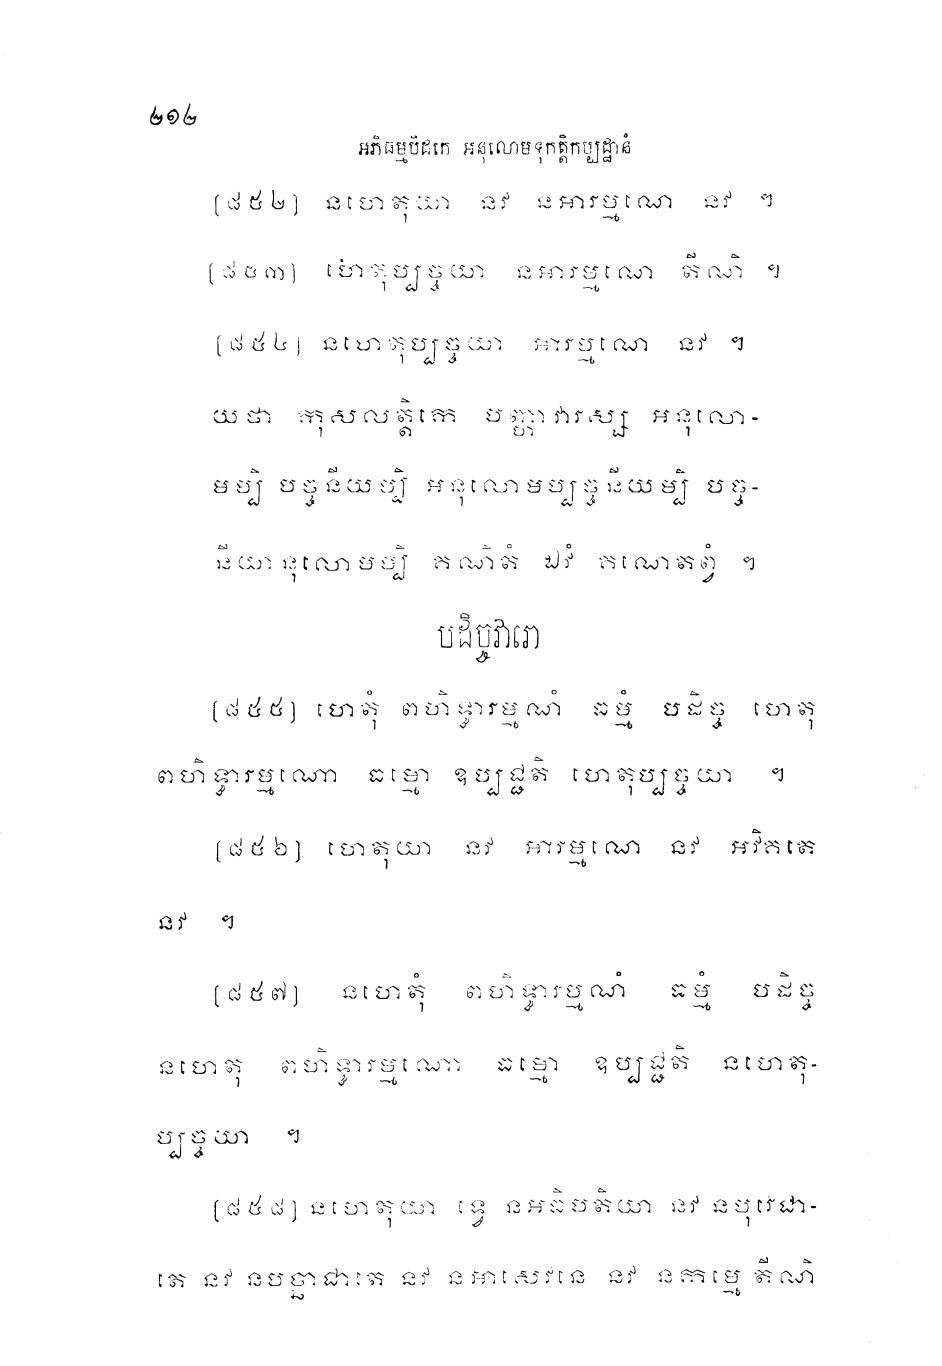 ២១២
អភិធម្មបិដកេ អនុលោមទុកត្តិកប្បដ្ឋានំ
[៨៥២] នហេតុយា នវ នអារម្មណេ នវ ។
[៨៥៣] ហេតុប្បច្ចយា នអារម្មណេ តីណិ ។
[៨៥៤] នហេតុប្បច្ចយា អារម្មណេ នវ ។
យថា កុសលត្តិកេ បញ្ហាវារស្ស អនុលោ-
មម្បិ បច្ចនីយម្បិ អនុលោមប្បច្ចនីយម្បិ បច្ច-
នីយានុលោមម្បិ គណិតំ ឯវំ គណេតព្វំ ។
បដិច្ចវារោ
[៨៥៥] ហេតុំ ពហិទ្ធារម្មណំ ធម្មំ បដិច្ច ហេតុ
ពហិទ្ធារម្មណោ ធម្មោ ឧប្បជ្ជតិ ហេតុប្បច្ចយា ។
[៨៥៦] ហេតុយា នវ អារម្មណេ នវ អវិគតេ
នវ ។
[៨៥៧] នហេតុំ ពហិទ្ធារម្មណំ ធម្មំ បដិច្ច
នហេតុ ពហិទ្ធារម្មណោ ធម្មោ ឧប្បជ្ជតិ នហេតុ-
ប្បច្ចយា ។
[៨៥៨] នហេតុយា ទ្វេ នអធិបតិយា នវ នបុរេជា-
តេ នវ នបច្ឆាជាតេ នវ នអាសេវនេ នវ នកម្មេ តីណិ